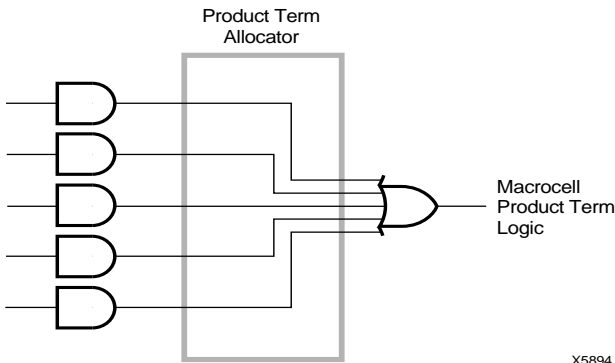 Product Term
Allocator
Macrocell
Product Term
Logic
X5894